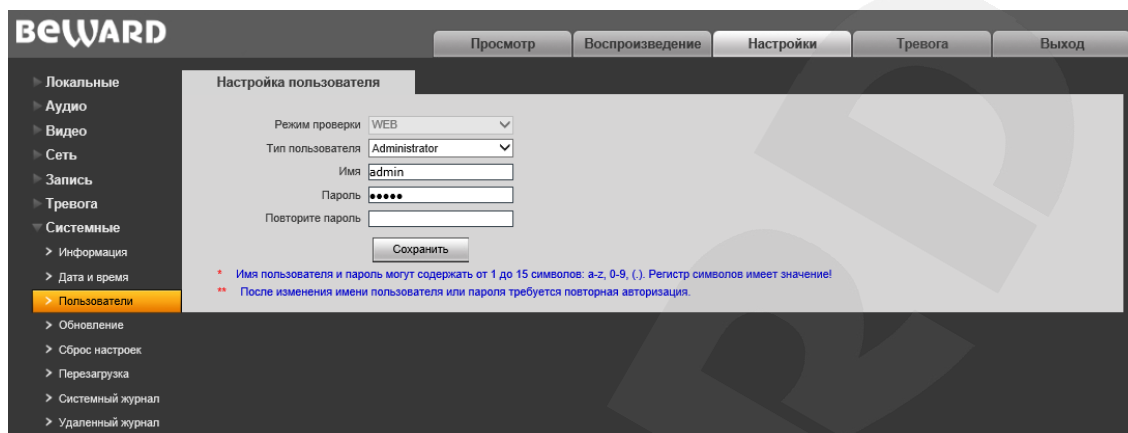 BEWARD
Просмотр Воспроизведение Настройки Тревога Выход
Локальные
Аудио
Видео
Сеть
Запись
Тревога
Системные
Информация
Дата и время
Пользователи
Обновление
Сброс настроек
Перезагрузка
Системный журнал
Удаленный журнал
Настройка пользователя
Режим проверки WEB
Тип пользователя Administrator
Имя admin
Пароль •••••
Повторите пароль
Сохранить
* Имя пользователя и пароль могут содержать от 1 до 15 символов: a-z, 0-9, (.). Регистр символов имеет значение!
** После изменения имени пользователя или пароля требуется повторная авторизация.